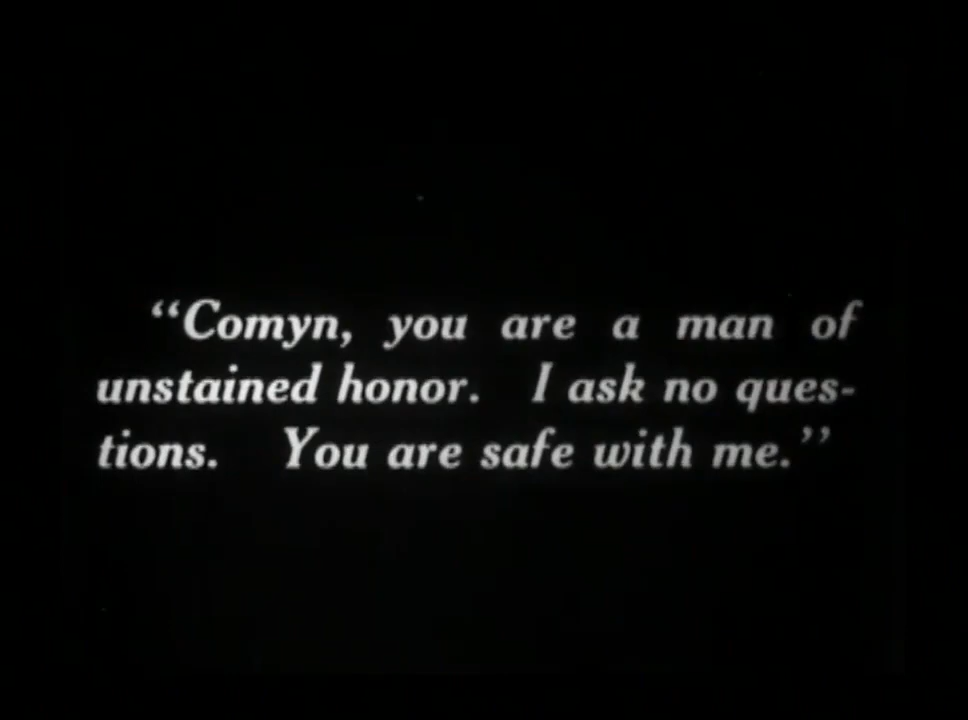 “Comyn, you are a man of
unstained honor. I ask no ques-
tions. You are safe with me.”